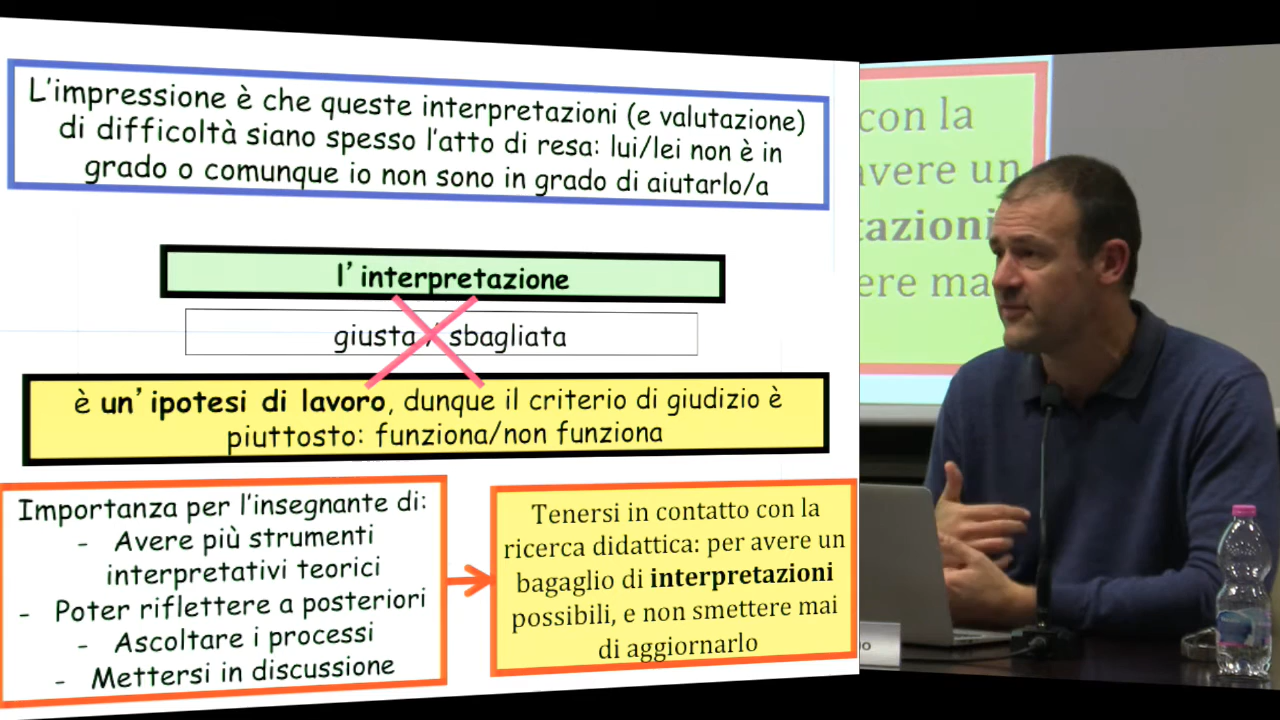 L'impressione è che queste interpretazioni (e valutazione)
di difficoltà siano spesso l'atto di resa: lui/lei non è in
grado o comunque io non sono in grado di aiutarlo/a
l'interpretazione
giusta / sbagliata
è un'ipotesi di lavoro, dunque il criterio di giudizio è
piuttosto: funziona/non funziona
Importanza per l'insegnante di:
- Avere più strumenti
interpretativi teorici
- Poter riflettere a posteriori
- Ascoltare i processi
- Mettersi in discussione
Tenersi in contatto con la
ricerca didattica: per avere un
bagaglio di interpretazioni
possibili, e non smettere mai
di aggiornarlo
con la
avere un
tazioni
ere ma